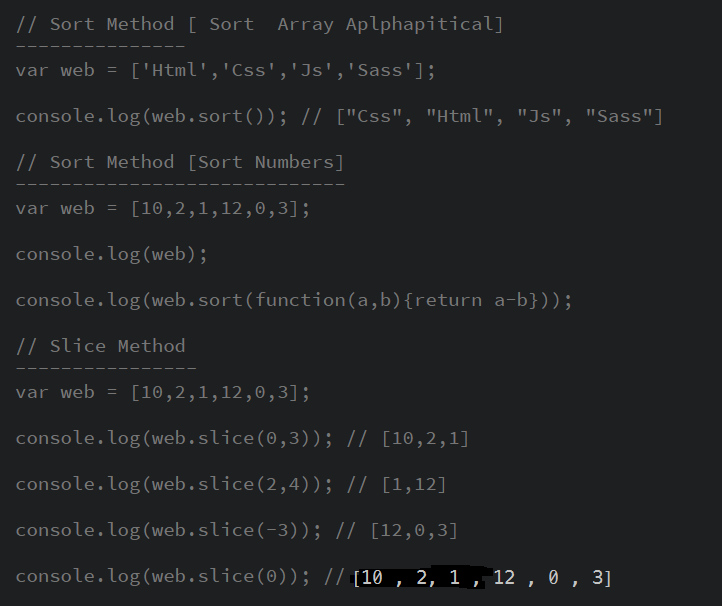 // Sort Method [ Sort  Array Aplphapitical]
---------------
var web = ['Html','Css','Js','Sass'];
console.log(web.sort()); // ["Css", "Html", "Js", "Sass"]
// Sort Method [Sort Numbers]
-----------------------------
var web = [10,2,1,12,0,3];
console.log(web);
console.log(web.sort(function(a,b){return a-b}));
// Slice Method
----------------
var web = [10,2,1,12,0,3];
console.log(web.slice(0,3)); // [10,2,1]
console.log(web.slice(2,4)); // [1,12]
console.log(web.slice(-3)); // [12,0,3]
console.log(web.slice(0)); // [10 , 2, 1 , 12 , 0 , 3]